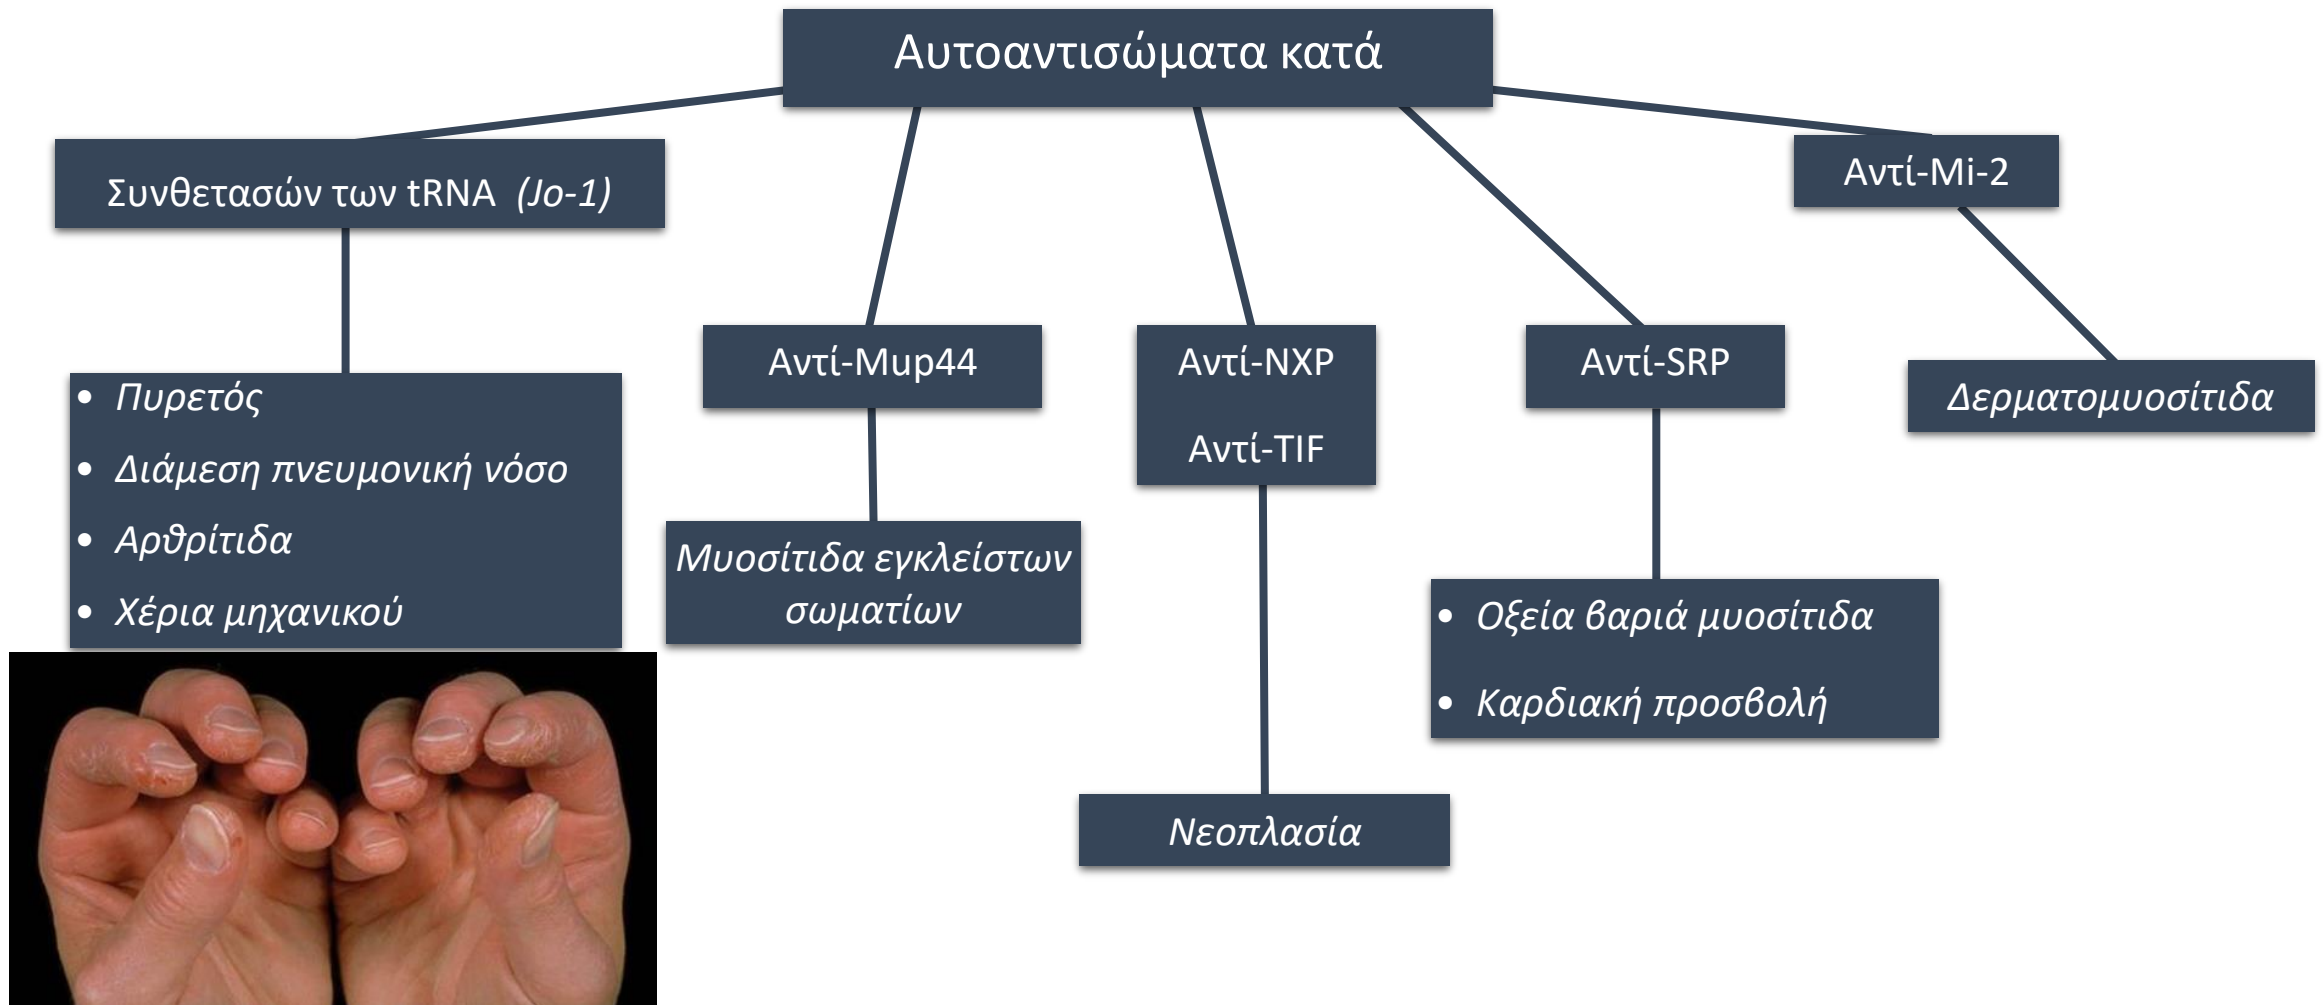 Αυτοαντισώματα κατά
Συνθετασών των tRNA (Jo-1)
Αντί-Mi-2
Αντί-Mup44
Αντί-NXP
Αντί-TIF
Αντί-SRP
Δερματομυοσίτιδα
• Πυρετός
• Διάμεση πνευμονική νόσο
• Αρθρίτιδα
• Χέρια μηχανικού
Μυοσίτιδα εγκλείστων
σωματίων
• Οξεία βαριά μυοσίτιδα
• Καρδιακή προσβολή
Νεοπλασία